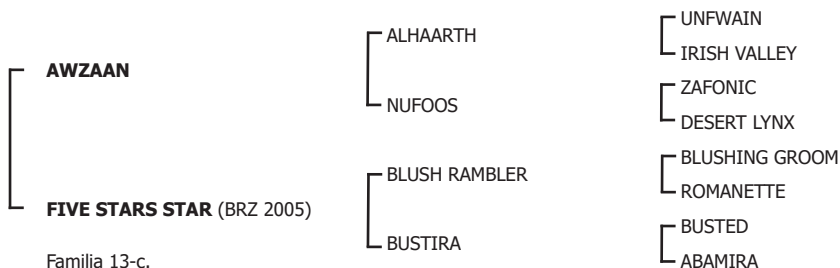 UNFWAIN
ALHAARTH
IRISH VALLEY
AWZAAN
ZAFONIC
NUFOOS
DESERT LYNX
BLUSHING GROOM
BLUSH RAMBLER
ROMANETTE
FIVE STARS STAR (BRZ 2005)
BUSTED
BUSTIRA
Familia 13-c.
ABAMIRA